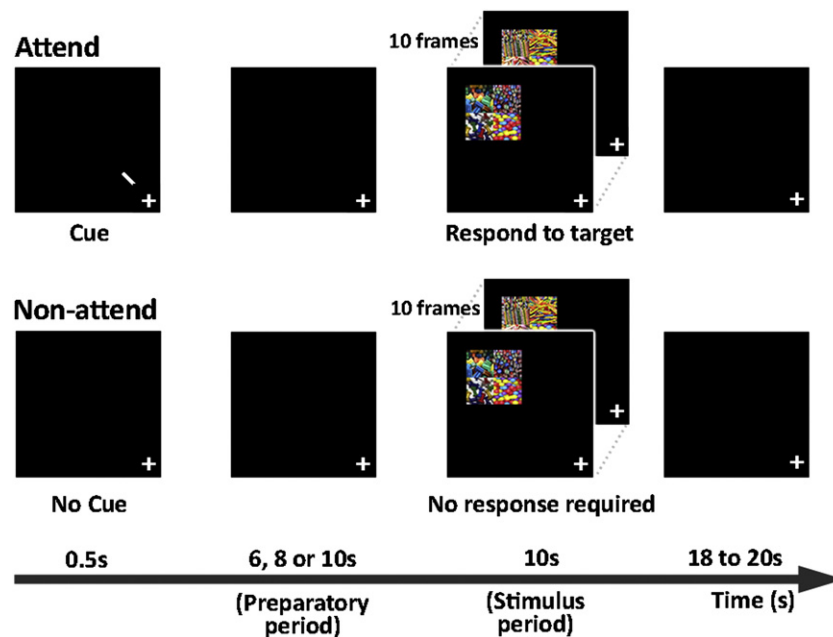 Attend
10 frames
Cue
Respond to target
Non-attend
10 frames
No Cue
No response required
0.5s
6, 8 or 10s
10s
18 to 20s
(Preparatory
period)
(Stimulus
period)
Time (s)